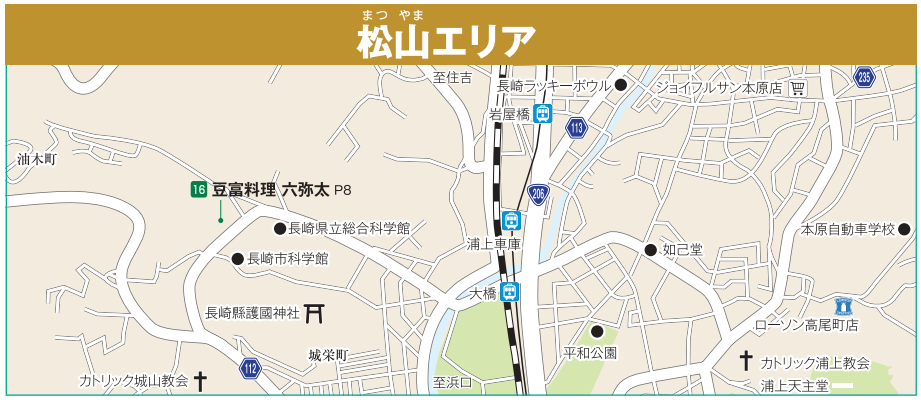 まつ やま
松山エリア
至住吉
長崎ラッキーボウル
ジョイフルサン本原店
235
岩屋橋
113
油木町
16 豆富料理 六弥太 P8
206
長崎県立総合科学館
浦上車庫
本原自動車学校
如己堂
長崎市科学館
大橋
長崎縣護國神社
ローソン高尾町店
城栄町
平和公園
112
カトリック浦上教会
カトリック城山教会
至浜口
浦上天主堂